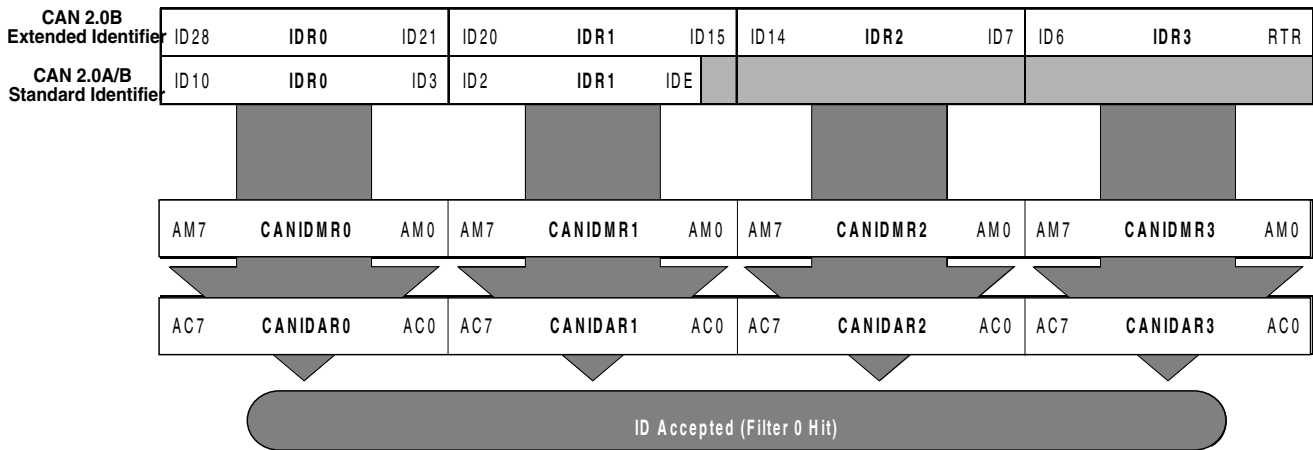 CAN 2.0B
Extended Identifier ID28 IDR0 ID21 ID20 IDR1 ID15 ID14 IDR2 ID7 ID6 IDR3 RTR
CAN 2.0A/B
Standard Identifier ID10 IDR0 ID3 ID2 IDR1 IDE
AM7 CANIDMR0 AM0 AM7 CANIDMR1 AM0 AM7 CANIDMR2 AM0 AM7 CANIDMR3 AM0
AC7 CANIDAR0 AC0 AC7 CANIDAR1 AC0 AC7 CANIDAR2 AC0 AC7 CANIDAR3 AC0
ID Accepted (Filter 0 Hit)